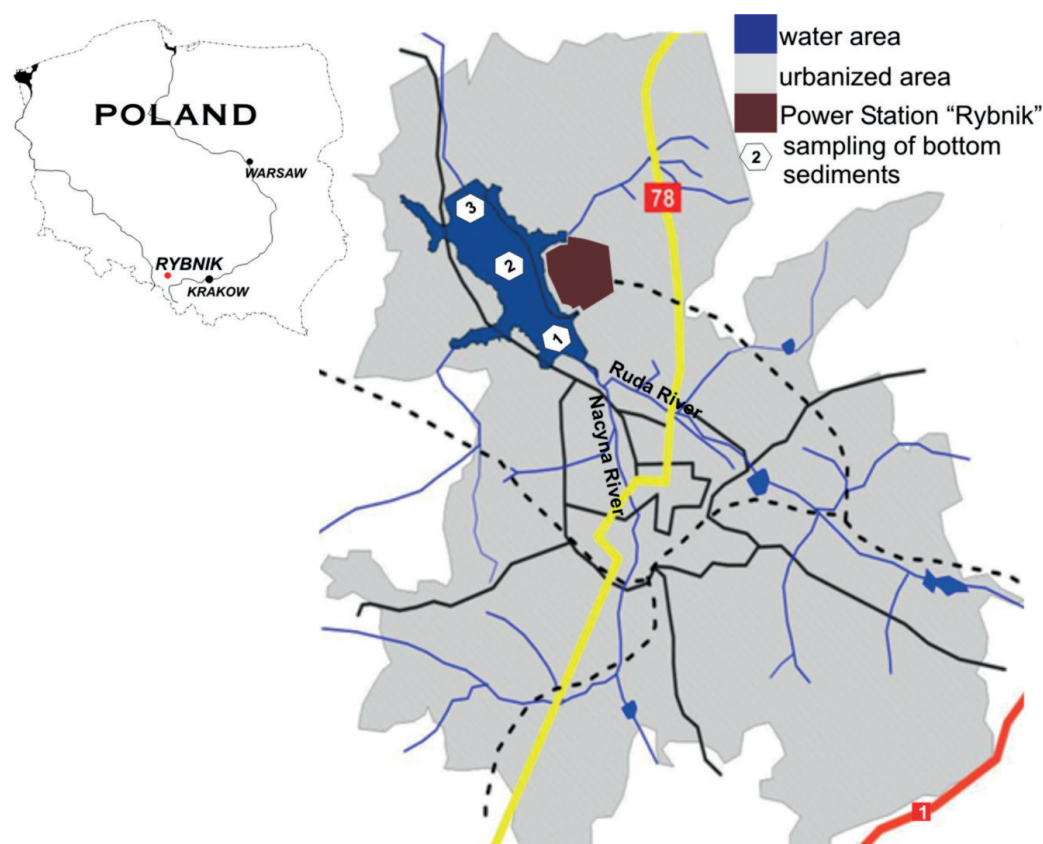 POLAND
WARSAW
RYBNIK
KRAKOW
water area
urbanized area
Power Station “Rybnik”
2
sampling of bottom
sediments
78
3
2
1
Ruda River
Nacyna River
1